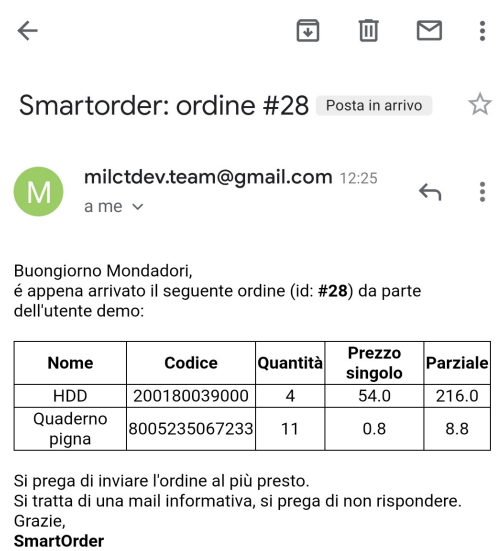 Smartorder: ordine #28 Posta in arrivo
M
milctdev.team@gmail.com 12:25
a me
Buongiorno Mondadori,
é appena arrivato il seguente ordine (id: #28) da parte
dell'utente demo:
Nome Codice Quantità Prezzo singolo Parziale
HDD 200180039000 4 54.0 216.0
Quaderno pigna 8005235067233 11 0.8 8.8
Si prega di inviare l'ordine al più presto.
Si tratta di una mail informativa, si prega di non rispondere.
Grazie,
SmartOrder